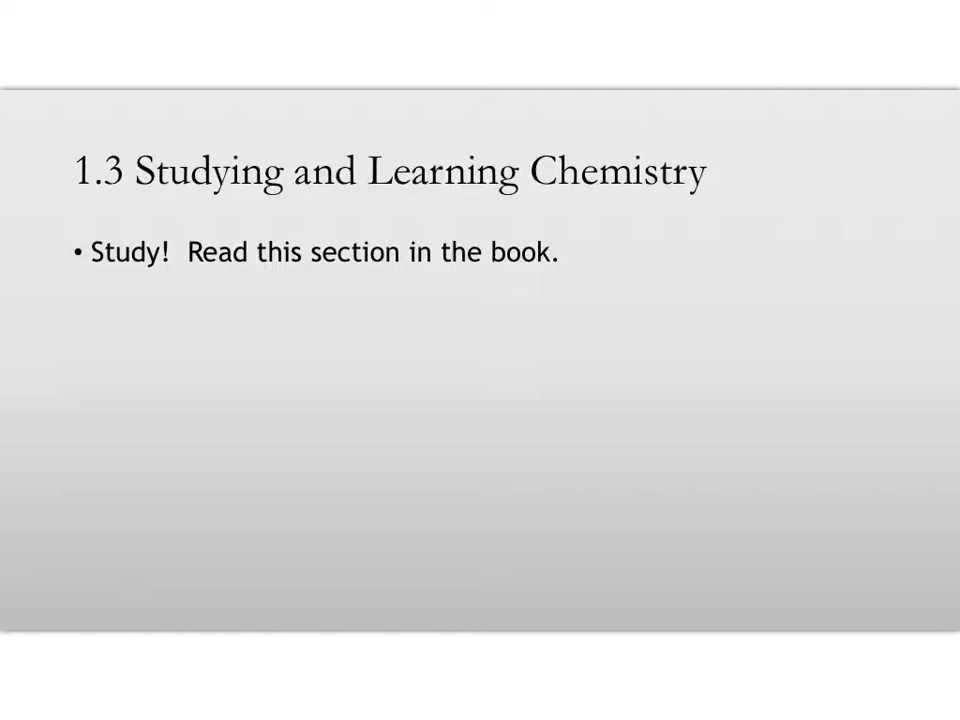 1.3 Studying and Learning Chemistry
• Study!  Read this section in the book.